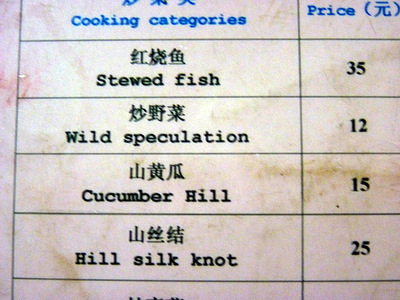 Cooking categories
Price (元)
红烧鱼
Stewed fish
35
炒野菜
Wild speculation
12
山黄瓜
Cucumber Hill
15
山丝结
Hill silk knot
25